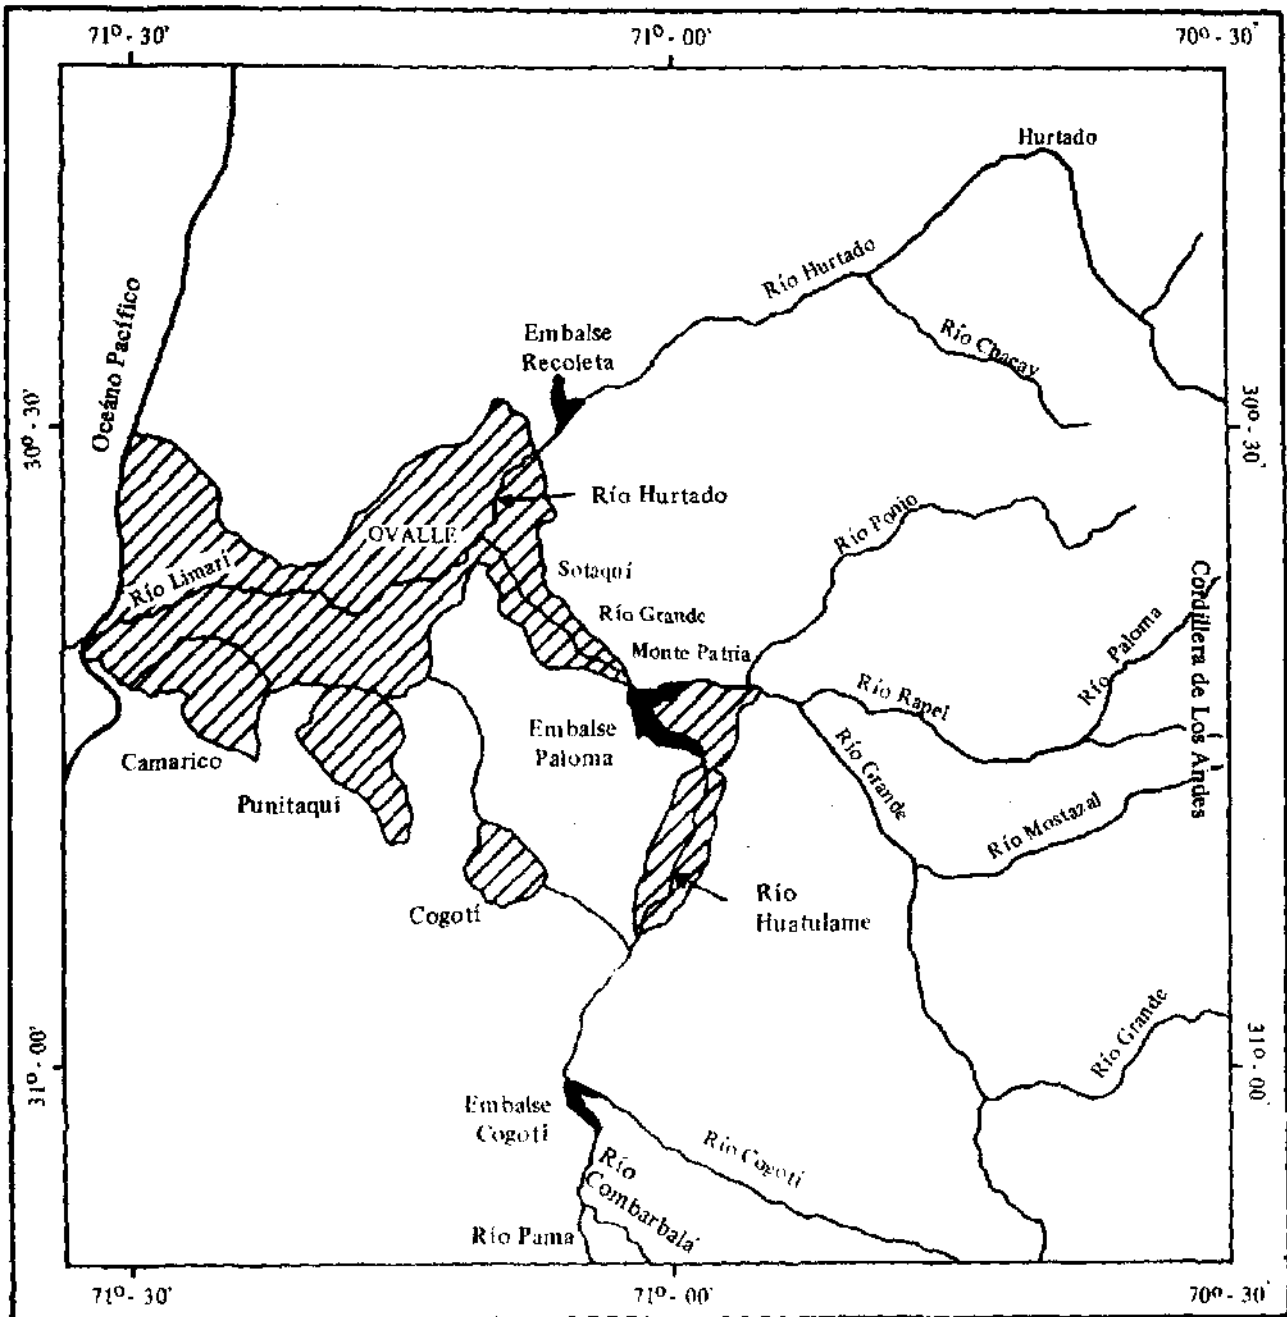 71º - 30'
71º - 00'
70º - 30'
Hurtado
Río Hurtado
Océano Pacífico
Embalse
Recoleta
Río Chacay
30º - 30'
30º - 30'
Río Hurtado
OVALLE
Río Ponio
Sotaquí
Río Limarí
Río Grande
Monte Patria
Cordillera de Los Andes
Río Paloma
Río Rapel
Embalse
Paloma
Río Grande
Camarico
Punitaquí
Río Mostazal
Cogotí
Río
Huatulame
Río Grande
31º - 00'
31º - 00'
Embalse
Cogotí
Río Cogotí
Río
Combarbalá
Río Pama
71º - 30'
71º - 00'
70º - 30'